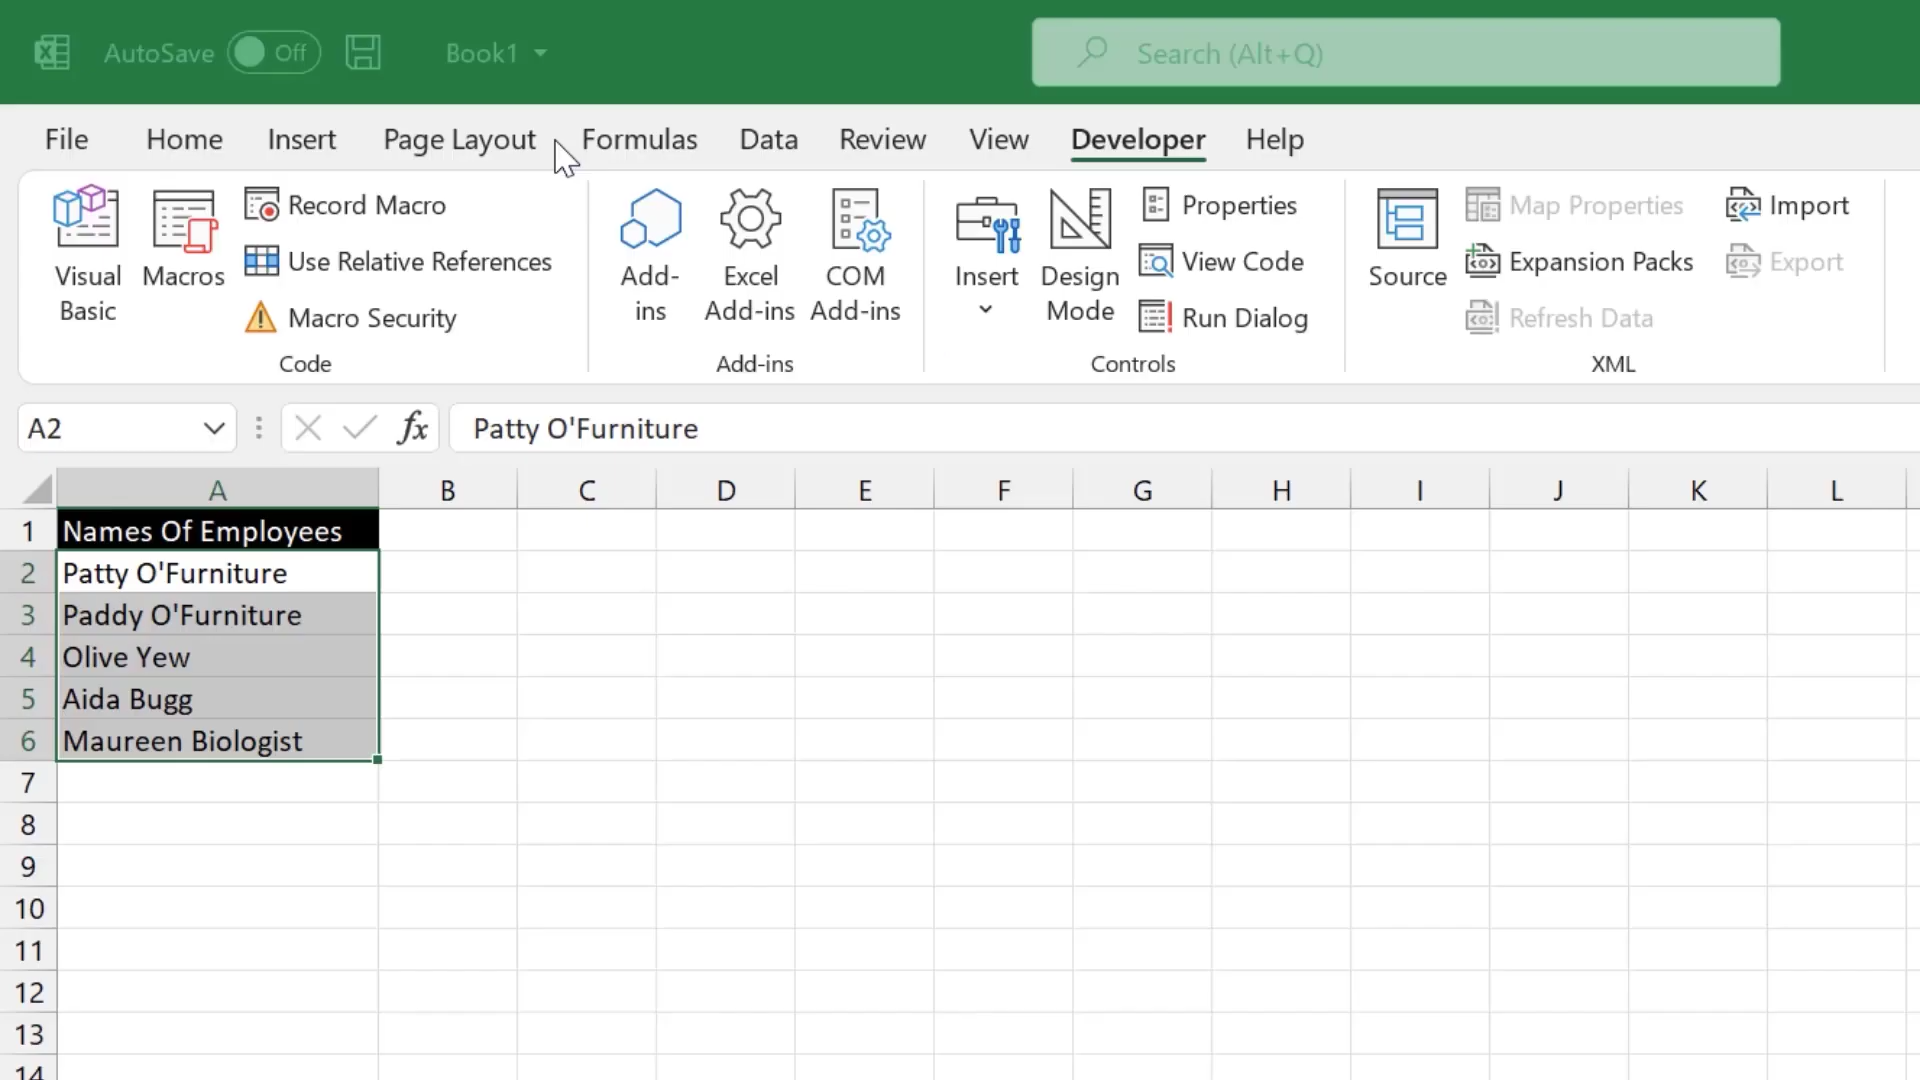 AutoSave Off Book1 Search (Alt+Q)
File Home Insert Page Layout Formulas Data Review View Developer Help
Visual Basic
Macros
Record Macro
Use Relative References
Macro Security
Code
Add-ins
Excel Add-ins
COM Add-ins
Add-ins
Insert
Design Mode
Properties
View Code
Run Dialog
Controls
Source
Map Properties
Expansion Packs
Refresh Data
Import
Export
XML
A2 fx Patty O'Furniture
A B C D E F G H I J K L
1 Names Of Employees
2 Patty O'Furniture
3 Paddy O'Furniture
4 Olive Yew
5 Aida Bugg
6 Maureen Biologist
7
8
9
10
11
12
13
14